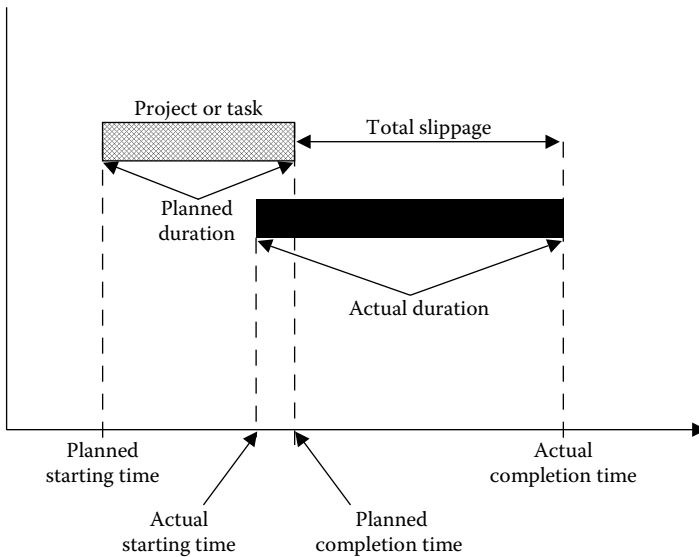 Project or task
Total slippage
Planned
duration
Actual duration
Planned
starting time
Actual
completion time
Actual
starting time
Planned
completion time